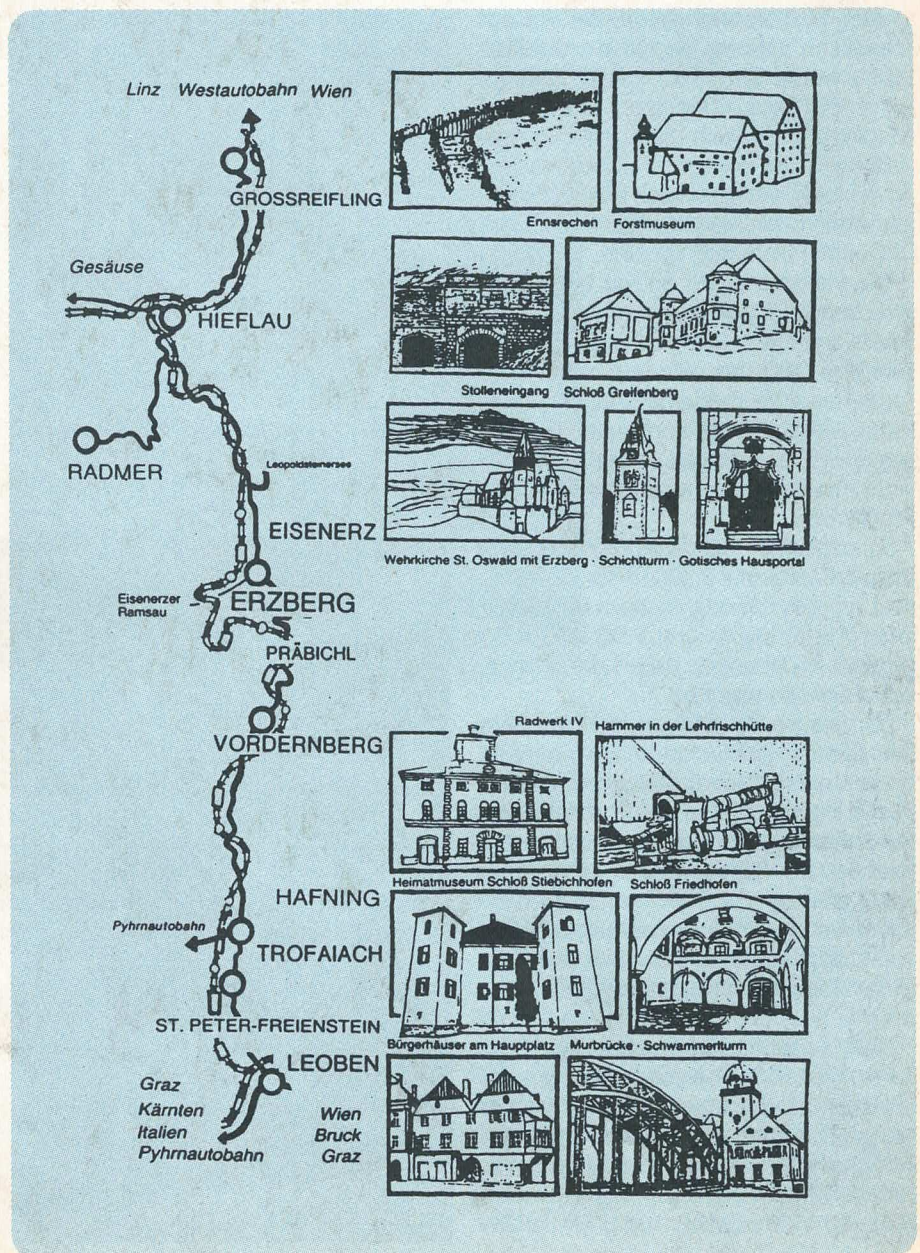 Linz Westautobahn Wien
GROSSREIFLING
Ennsrechen Forstmuseum
Gesäuse
HIEFLAU
Stolleneingang Schloß Greifenberg
RADMER
Leopoldsteinersee
EISENERZ
Wehrkirche St. Oswald mit Erzberg · Schichtturm · Gotisches Hausportal
Eisenerzer
Ramsau
ERZBERG
PRÄBICHL
VORDERNBERG
Radwerk IV Hammer in der Lehrfrischhütte
HAFNING
Heimatmuseum Schloß Stiebichhofen Schloß Friedhofen
Pyhrnautobahn
TROFAIACH
ST. PETER-FREIENSTEIN
Bürgerhäuser am Hauptplatz Murbrücke · Schwammerlturm
LEOBEN
Graz
Kärnten
Italien
Pyhrnautobahn
Wien
Bruck
Graz